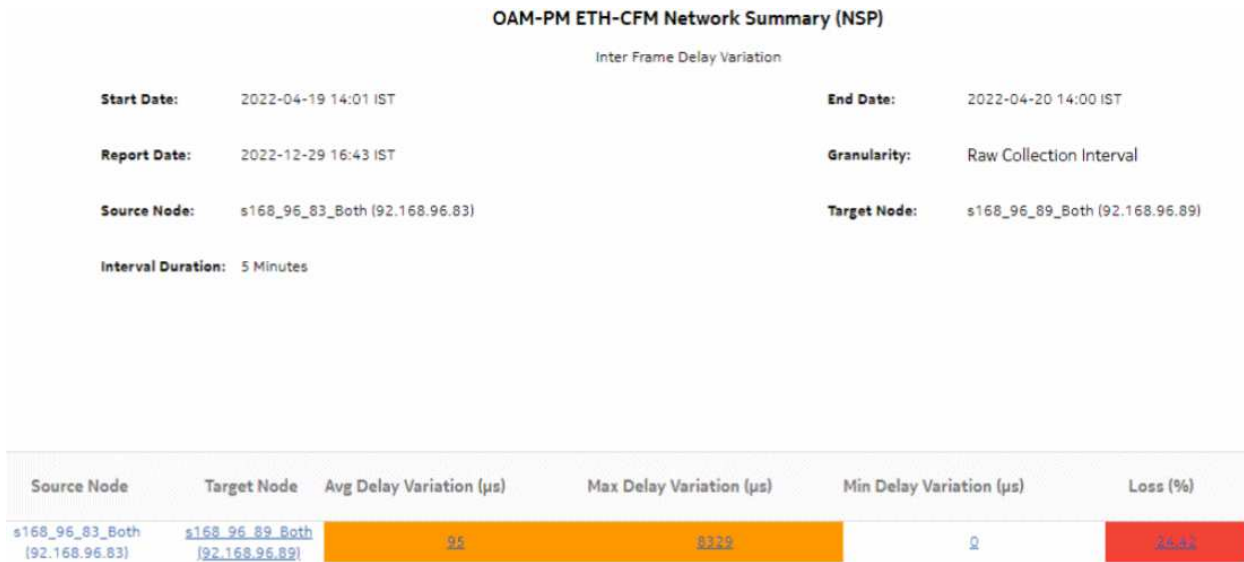 OAM-PM ETH-CFM Network Summary (NSP)
Inter Frame Delay Variation
Start Date: 2022-04-19 14:01 IST End Date: 2022-04-20 14:00 IST
Report Date: 2022-12-29 16:43 IST Granularity: Raw Collection Interval
Source Node: s168_96_83_Both (92.168.96.83) Target Node: s168_96_89_Both (92.168.96.89)
Interval Duration: 5 Minutes
Source Node Target Node Avg Delay Variation (µs) Max Delay Variation (µs) Min Delay Variation (µs) Loss (%)
s168_96_83_Both s168_96_89_Both 95 8329 0 24.42
(92.168.96.83) (92.168.96.89)